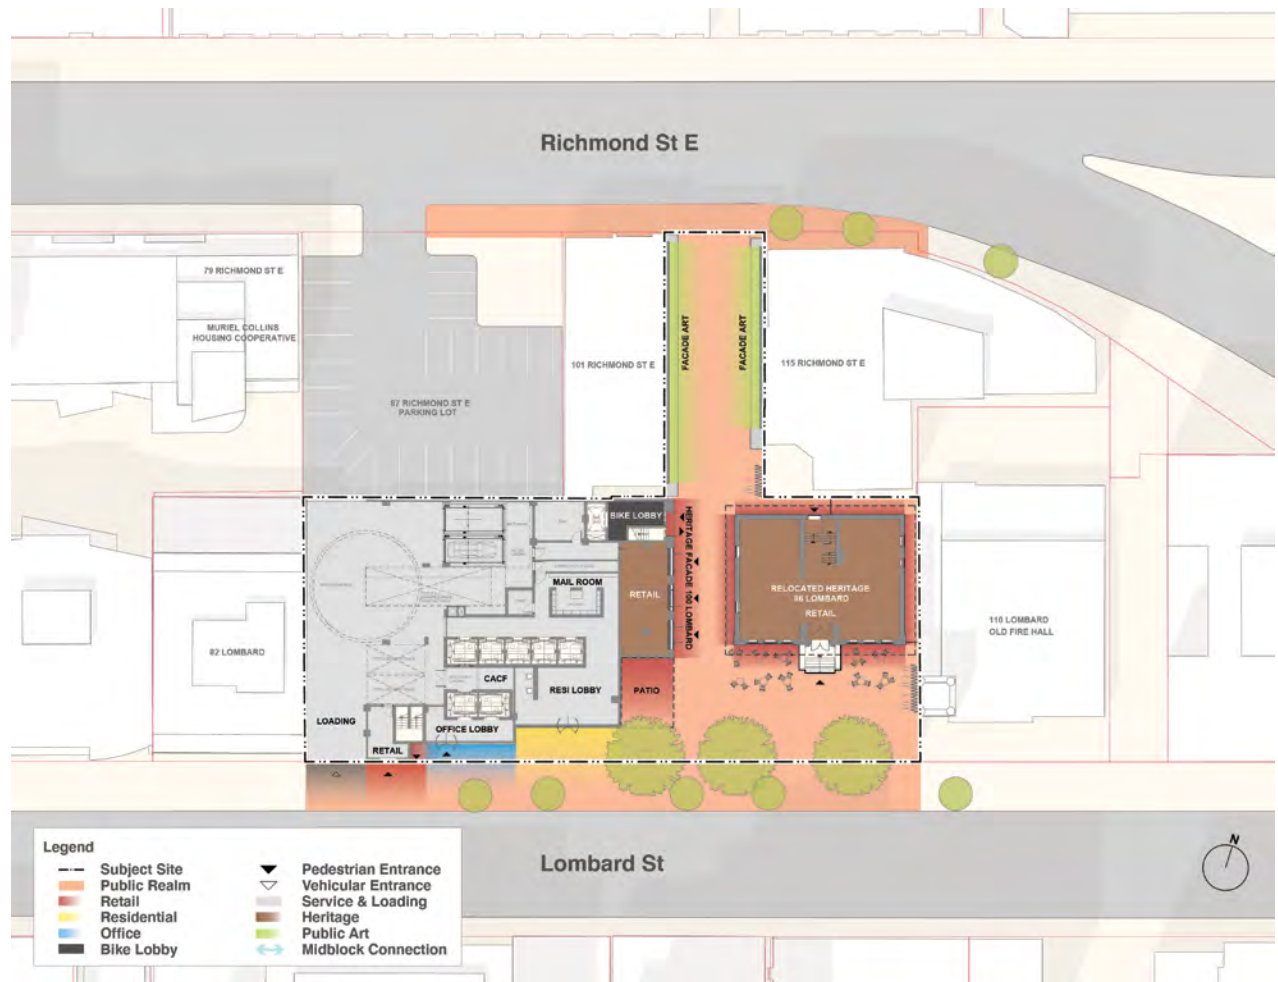 Richmond St E
79 RICHMOND ST E
MURIEL COLLINS
HOUSING COOPERATIVE
87 RICHMOND ST E
PARKING LOT
101 RICHMOND ST E
FACADE ART
FACADE ART
115 RICHMOND ST E
BIKE LOBBY
HERITAGE FACADE 100 LOMBARD
MAIL ROOM
RETAIL
RELOCATED HERITAGE
86 LOMBARD
RETAIL
110 LOMBARD
OLD FIRE HALL
82 LOMBARD
CACF
RESI LOBBY
PATIO
LOADING
OFFICE LOBBY
RETAIL
Lombard St
N
Legend
Subject Site
Public Realm
Retail
Residential
Office
Bike Lobby
Pedestrian Entrance
Vehicular Entrance
Service & Loading
Heritage
Public Art
Midblock Connection